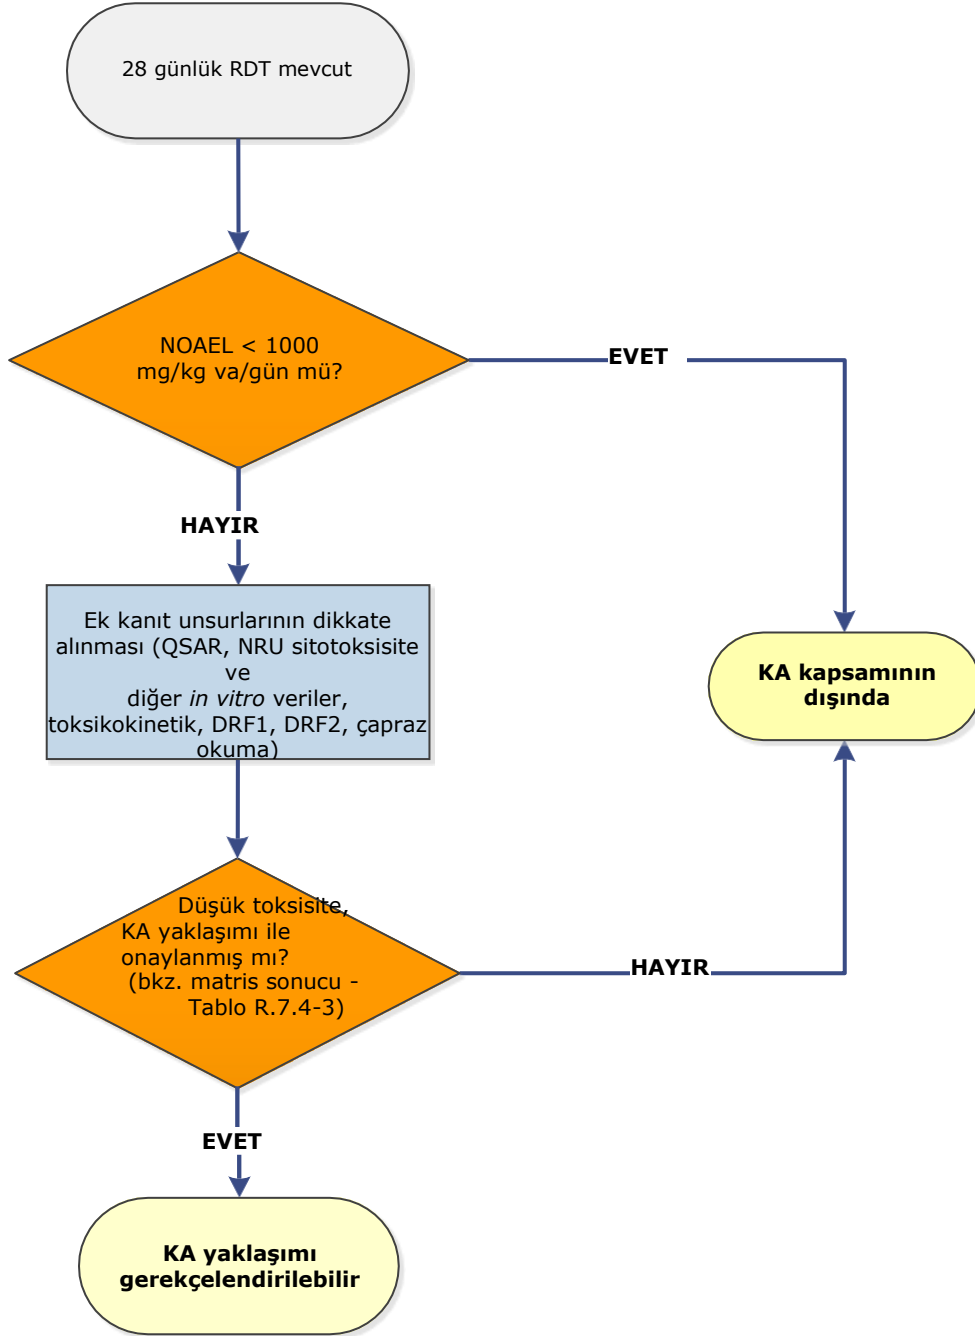 28 günlük RDT mevcut
NOAEL < 1000
mg/kg va/gün mü?
EVET
HAYIR
Ek kanıt unsurlarının dikkate
alınması (QSAR, NRU sitotoksisite
ve
diğer in vitro veriler,
toksikokinetik, DRF1, DRF2, çapraz
okuma)
KA kapsamının
dışında
Düşük toksisite,
KA yaklaşımı ile
onaylanmış mı?
(bkz. matris sonucu -
Tablo R.7.4-3)
HAYIR
EVET
KA yaklaşımı
gerekçelendirilebilir